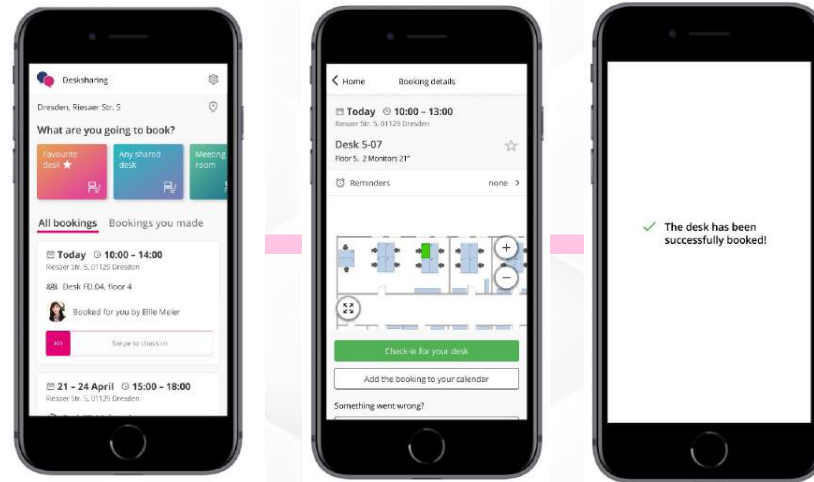 Desksharing
Dresden, Riesaer Str. 5
What are you going to book?
Favourite desk ★
Any shared desk
Meeting room
All bookings Bookings you made
Today 10:00 – 14:00
Riesaer Str. 5, 01129 Dresden
Desk FD.04, floor 4
Booked for you by Ellie Meier
Swipe to check-in
21 – 24 April 15:00 – 18:00
Riesaer Str. 5, 01129 Dresden
Home Booking details
Today 10:00 – 13:00
Riesaer Str. 5, 01129 Dresden
Desk 5-07
Floor 5, 2 Monitors 21"
Reminders none >
+
−
Check-in for your desk
Add the booking to your calendar
Something went wrong?
The desk has been
successfully booked!